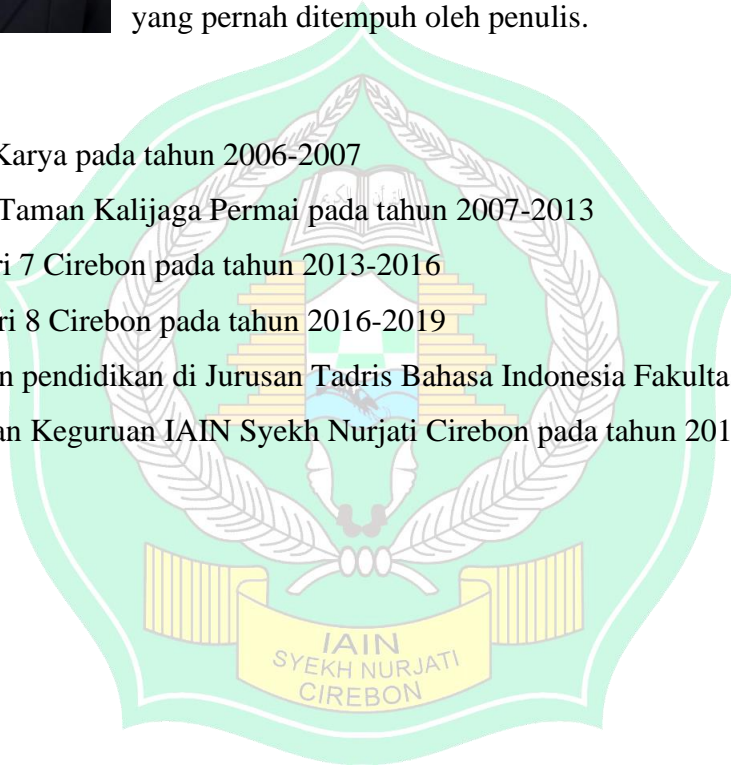 yang pernah ditempuh oleh penulis.
Karya pada tahun 2006-2007
Taman Kalijaga Permai pada tahun 2007-2013
ri 7 Cirebon pada tahun 2013-2016
ri 8 Cirebon pada tahun 2016-2019
n pendidikan di Jurusan Tadris Bahasa Indonesia Fakulta
an Keguruan IAIN Syekh Nurjati Cirebon pada tahun 201
IAIN
SYEKH NURJATI
CIREBON